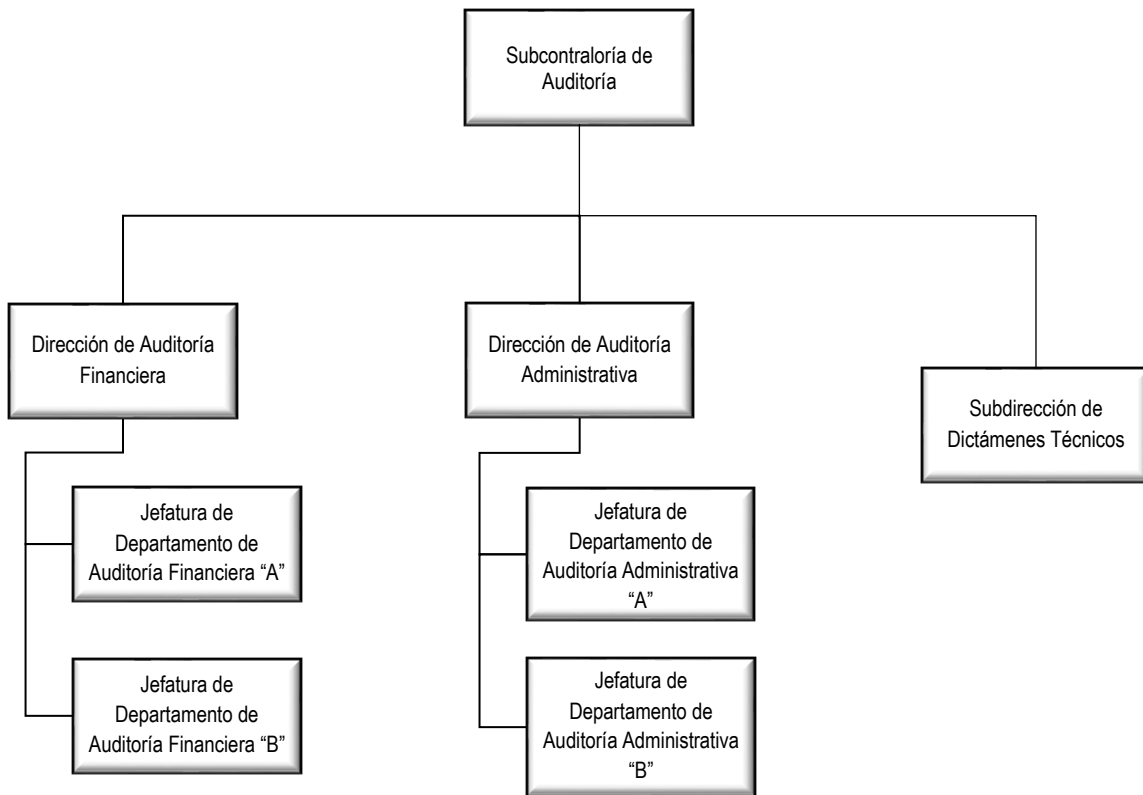 Subcontraloría de
Auditoría
Dirección de Auditoría
Financiera
Dirección de Auditoría
Administrativa
Subdirección de
Dictámenes Técnicos
Jefatura de
Departamento de
Auditoría Financiera “A”
Jefatura de
Departamento de
Auditoría Administrativa
“A”
Jefatura de
Departamento de
Auditoría Financiera “B”
Jefatura de
Departamento de
Auditoría Administrativa
“B”